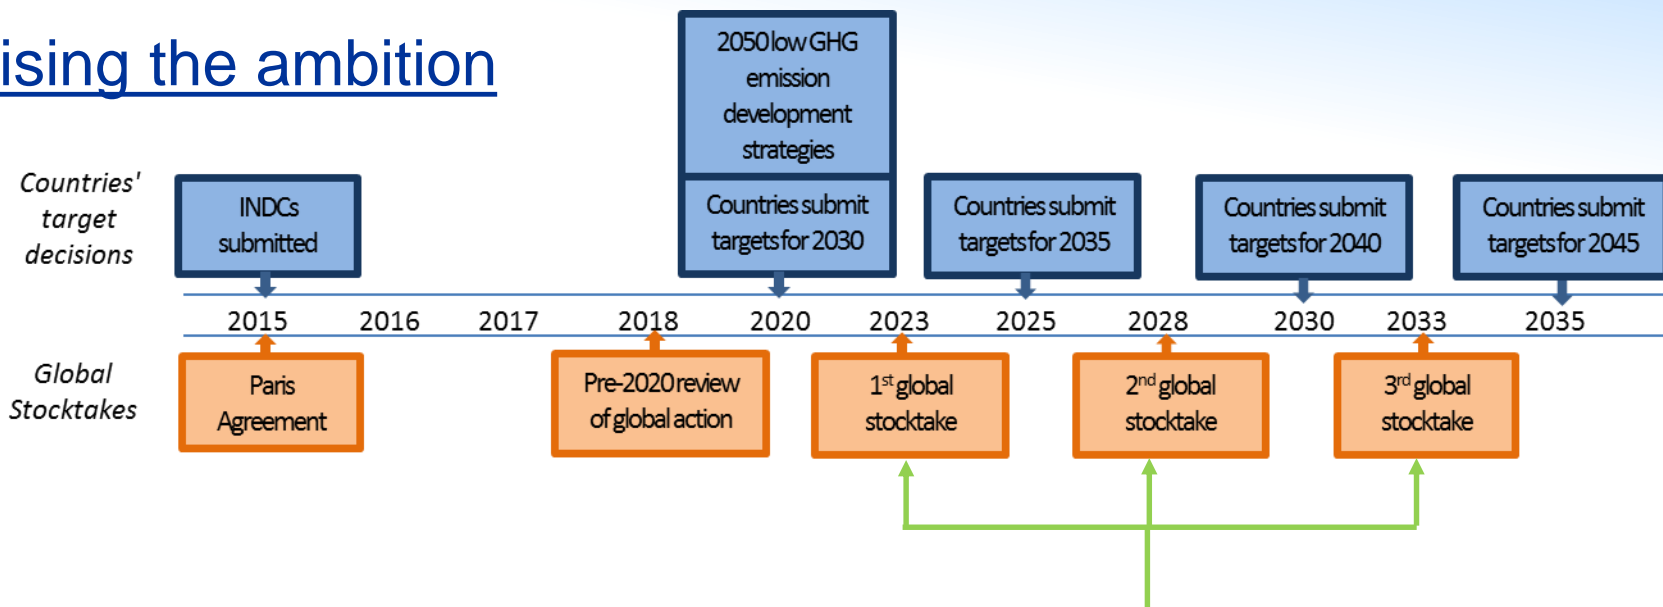 ising the ambition
2050 low GHG
emission
development
strategies
Countries'
target
decisions
INDCs
submitted
Countries submit
targets for 2030
Countries submit
targets for 2035
Countries submit
targets for 2040
Countries submit
targets for 2045
2015 2016 2017 2018 2020 2023 2025 2028 2030 2033 2035
Global
Stocktakes
Paris
Agreement
Pre-2020 review
of global action
1st global
stocktake
2nd global
stocktake
3rd global
stocktake